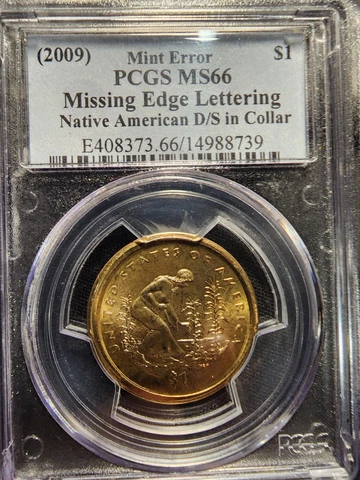 (2009) Mint Error $1
PCGS MS66
Missing Edge Lettering
Native American D/S in Collar
E408373.66/14988739
UNITED STATES OF AMERICA
$1
PCGS